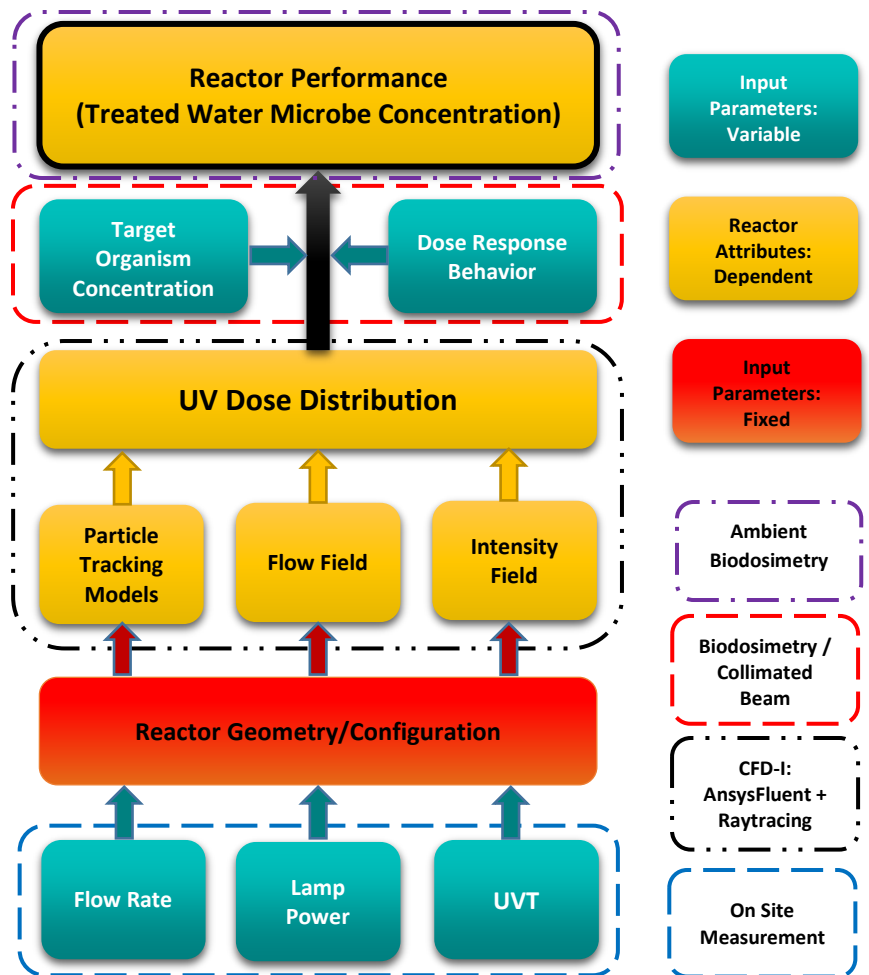 Reactor Performance
(Treated Water Microbe Concentration)
Target
Organism
Concentration
Dose Response
Behavior
UV Dose Distribution
Particle
Tracking
Models
Flow Field
Intensity
Field
Reactor Geometry/Configuration
Flow Rate
Lamp
Power
UVT
Input
Parameters:
Variable
Reactor
Attributes:
Dependent
Input
Parameters:
Fixed
Ambient
Biodosimetry
Biodosimetry /
Collimated
Beam
CFD-I:
AnsysFluent +
Raytracing
On Site
Measurement